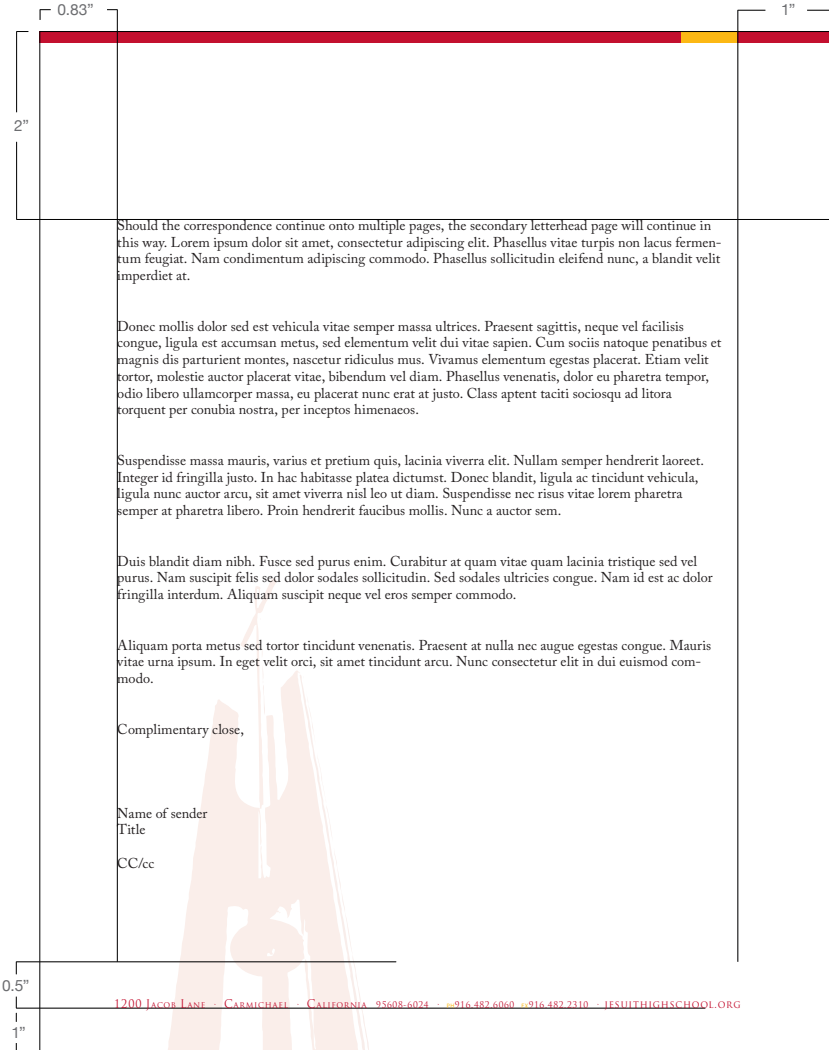 0.83”
1”
2”
Should the correspondence continue onto multiple pages, the secondary letterhead page will continue in
this way. Lorem ipsum dolor sit amet, consectetur adipiscing elit. Phasellus vitae turpis non lacus fermen-
tum feugiat. Nam condimentum adipiscing commodo. Phasellus sollicitudin eleifend nunc, a blandit velit
imperdiet at.
Donec mollis dolor sed est vehicula vitae semper massa ultrices. Praesent sagittis, neque vel facilisis
congue, ligula est accumsan metus, sed elementum velit dui vitae sapien. Cum sociis natoque penatibus et
magnis dis parturient montes, nascetur ridiculus mus. Vivamus elementum egestas placerat. Etiam velit
tortor, molestie auctor placerat vitae, bibendum vel diam. Phasellus venenatis, dolor eu pharetra tempor,
odio libero ullamcorper massa, eu placerat nunc erat at justo. Class aptent taciti sociosqu ad litora
torquent per conubia nostra, per inceptos himenaeos.
Suspendisse massa mauris, varius et pretium quis, lacinia viverra elit. Nullam semper hendrerit laoreet.
Integer id fringilla justo. In hac habitasse platea dictumst. Donec blandit, ligula ac tincidunt vehicula,
ligula nunc auctor arcu, sit amet viverra nisl leo ut diam. Suspendisse nec risus vitae lorem pharetra
semper at pharetra libero. Proin hendrerit faucibus mollis. Nunc a auctor sem.
Duis blandit diam nibh. Fusce sed purus enim. Curabitur at quam vitae quam lacinia tristique sed vel
purus. Nam suscipit felis sed dolor sodales sollicitudin. Sed sodales ultricies congue. Nam id est ac dolor
fringilla interdum. Aliquam suscipit neque vel eros semper commodo.
Aliquam porta metus sed tortor tincidunt venenatis. Praesent at nulla nec augue egestas congue. Mauris
vitae urna ipsum. In eget velit orci, sit amet tincidunt arcu. Nunc consectetur elit in dui euismod com-
modo.
Complimentary close,
Name of sender
Title
CC/cc
0.5”
1200 Jacob Lane · Carmichael · California 95608-6024 · 916.482.6060 916.482.2310 · jesuithighschool.org
1”